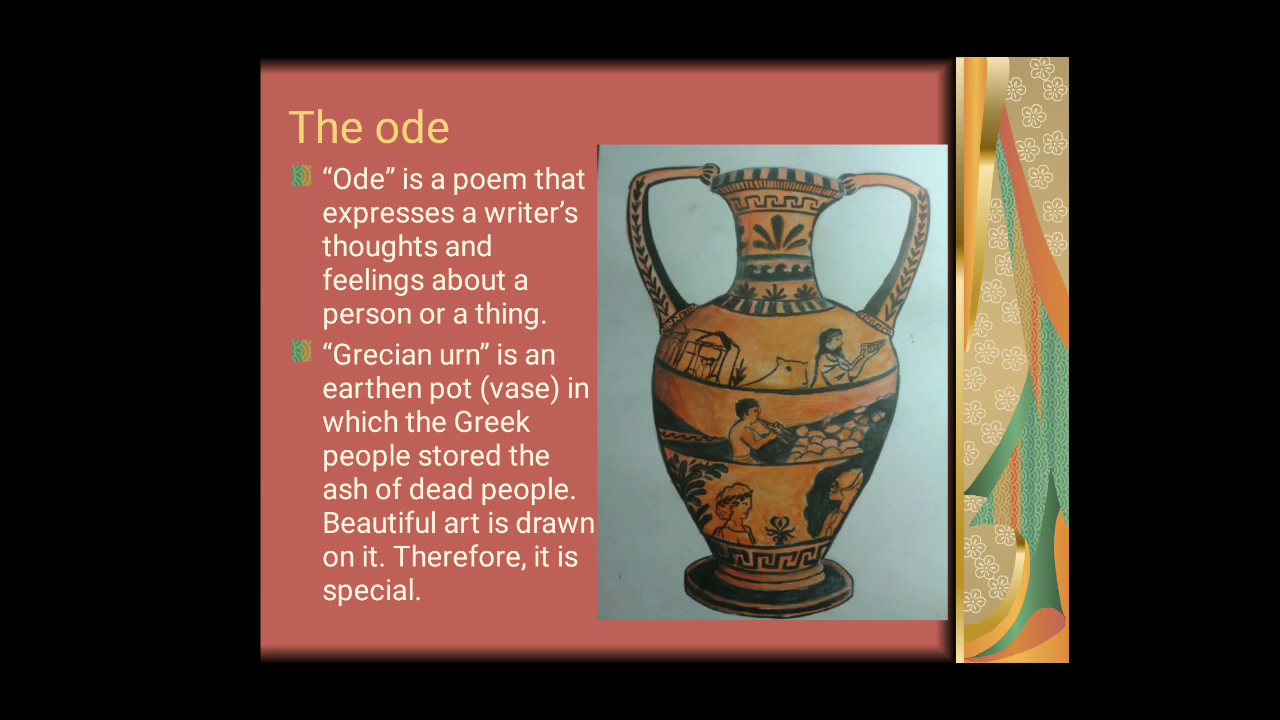 The ode
“Ode” is a poem that
expresses a writer’s
thoughts and
feelings about a
person or a thing.
“Grecian urn” is an
earthen pot (vase) in
which the Greek
people stored the
ash of dead people.
Beautiful art is drawn
on it. Therefore, it is
special.